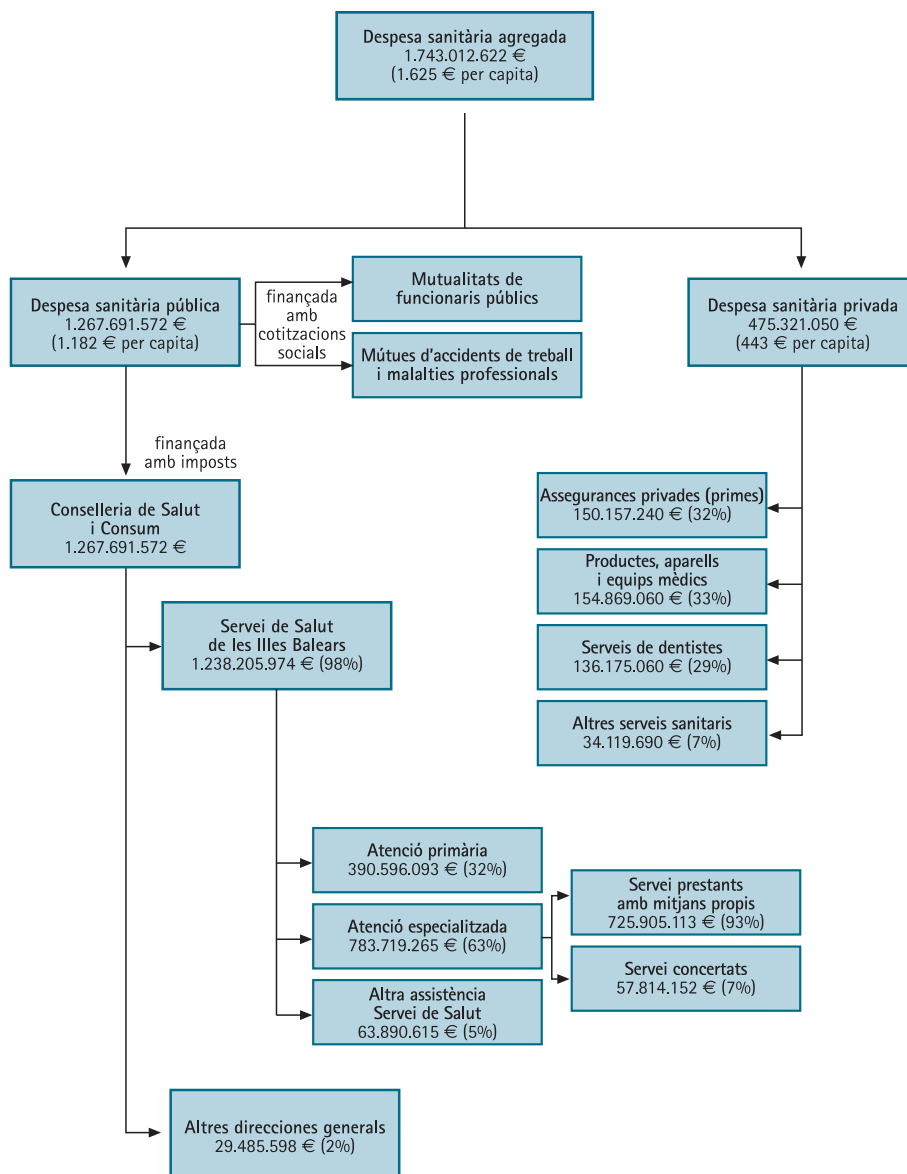 Despesa sanitària agregada
1.743.012.622 €
(1.625 € per capita)
Despesa sanitària pública
1.267.691.572 €
(1.182 € per capita)
finançada
amb
cotitzacions
socials
Mutualitats de
funcionaris públics
Mútues d'accidents de treball
i malalties professionals
Despesa sanitària privada
475.321.050 €
(443 € per capita)
finançada
amb imposts
Conselleria de Salut
i Consum
1.267.691.572 €
Assegurances privades (primes)
150.157.240 € (32%)
Productes, aparells
i equips mèdics
154.869.060 € (33%)
Serveis de dentistes
136.175.060 € (29%)
Altres serveis sanitaris
34.119.690 € (7%)
Servei de Salut
de les Illes Balears
1.238.205.974 € (98%)
Atenció primària
390.596.093 € (32%)
Atenció especialitzada
783.719.265 € (63%)
Altra assistència
Servei de Salut
63.890.615 € (5%)
Servei prestants
amb mitjans propis
725.905.113 € (93%)
Servei concertats
57.814.152 € (7%)
Altres direcciones generals
29.485.598 € (2%)